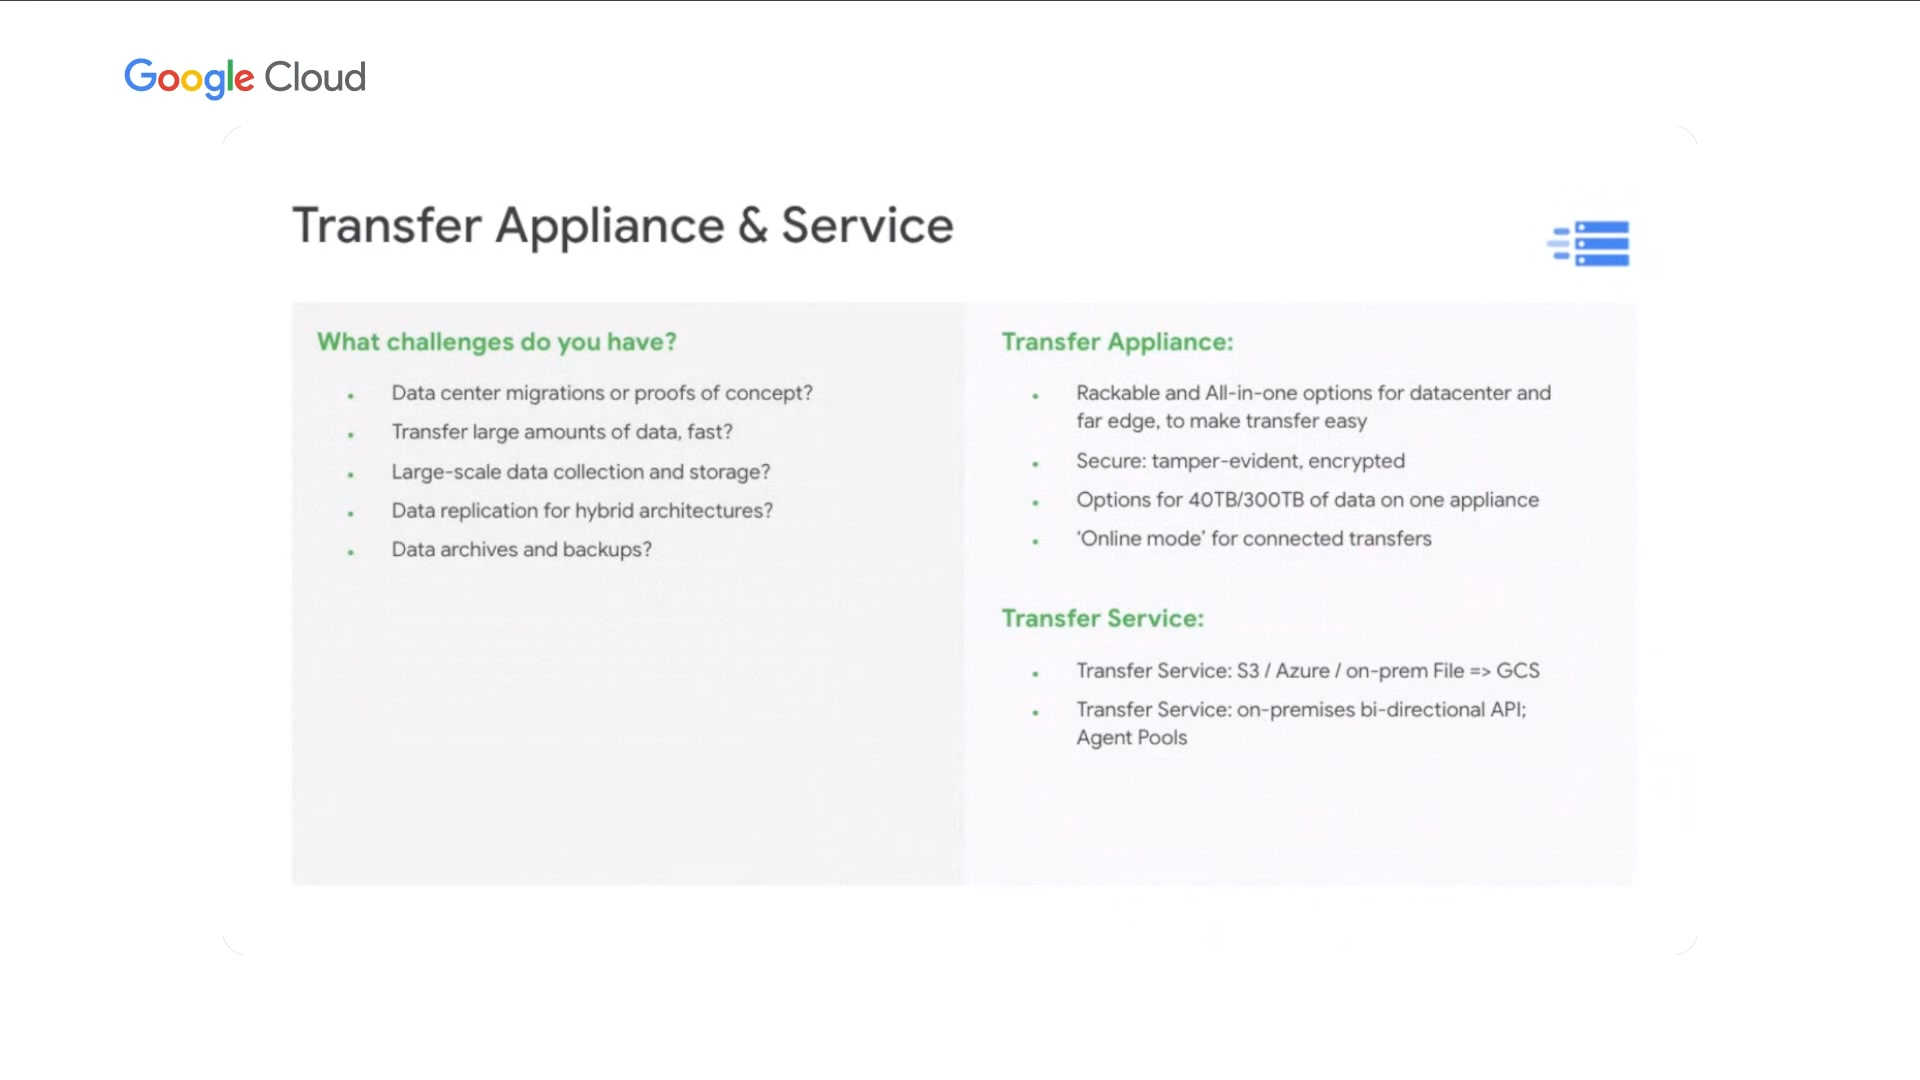 Google Cloud
Transfer Appliance & Service
What challenges do you have?
Data center migrations or proofs of concept?
Transfer large amounts of data, fast?
Large-scale data collection and storage?
Data replication for hybrid architectures?
Data archives and backups?
Transfer Appliance:
Rackable and All-in-one options for datacenter and
far edge, to make transfer easy
Secure: tamper-evident, encrypted
Options for 40TB/300TB of data on one appliance
‘Online mode’ for connected transfers
Transfer Service:
Transfer Service: S3 / Azure / on-prem File => GCS
Transfer Service: on-premises bi-directional API;
Agent Pools